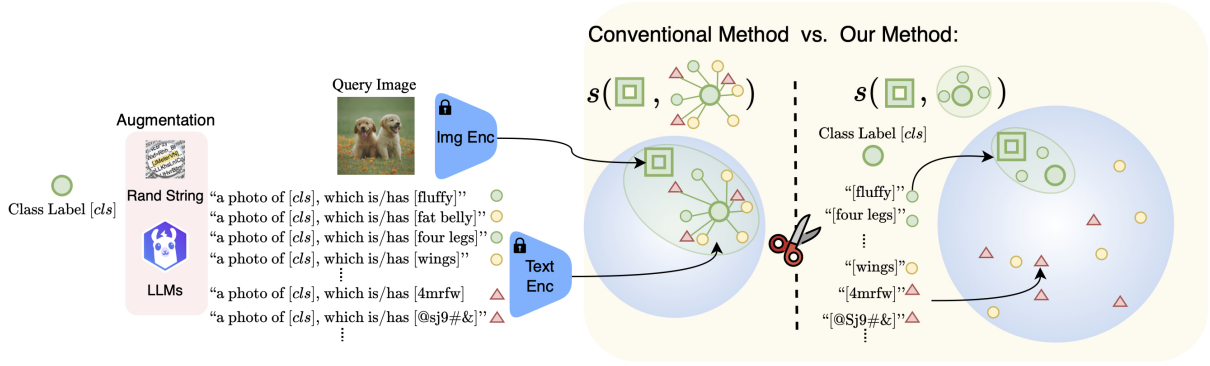 Conventional Method vs. Our Method:
Query Image
s( , )
s( , )
Augmentation
Img Enc
Class Label [cls]
Rand String
Class Label [cls]
“a photo of [cls], which is/has [fluffy]”
“a photo of [cls], which is/has [fat belly]”
“a photo of [cls], which is/has [four legs]”
“a photo of [cls], which is/has [wings]”
⋮
LLMs
“a photo of [cls], which is/has [4mrfw]
“a photo of [cls], which is/has [@sj9#&]”
⋮
Text
Enc
“[fluffy]”
“[four legs]”
⋮
“[wings]”
“[4mrfw]”
“[@Sj9#&]”
⋮